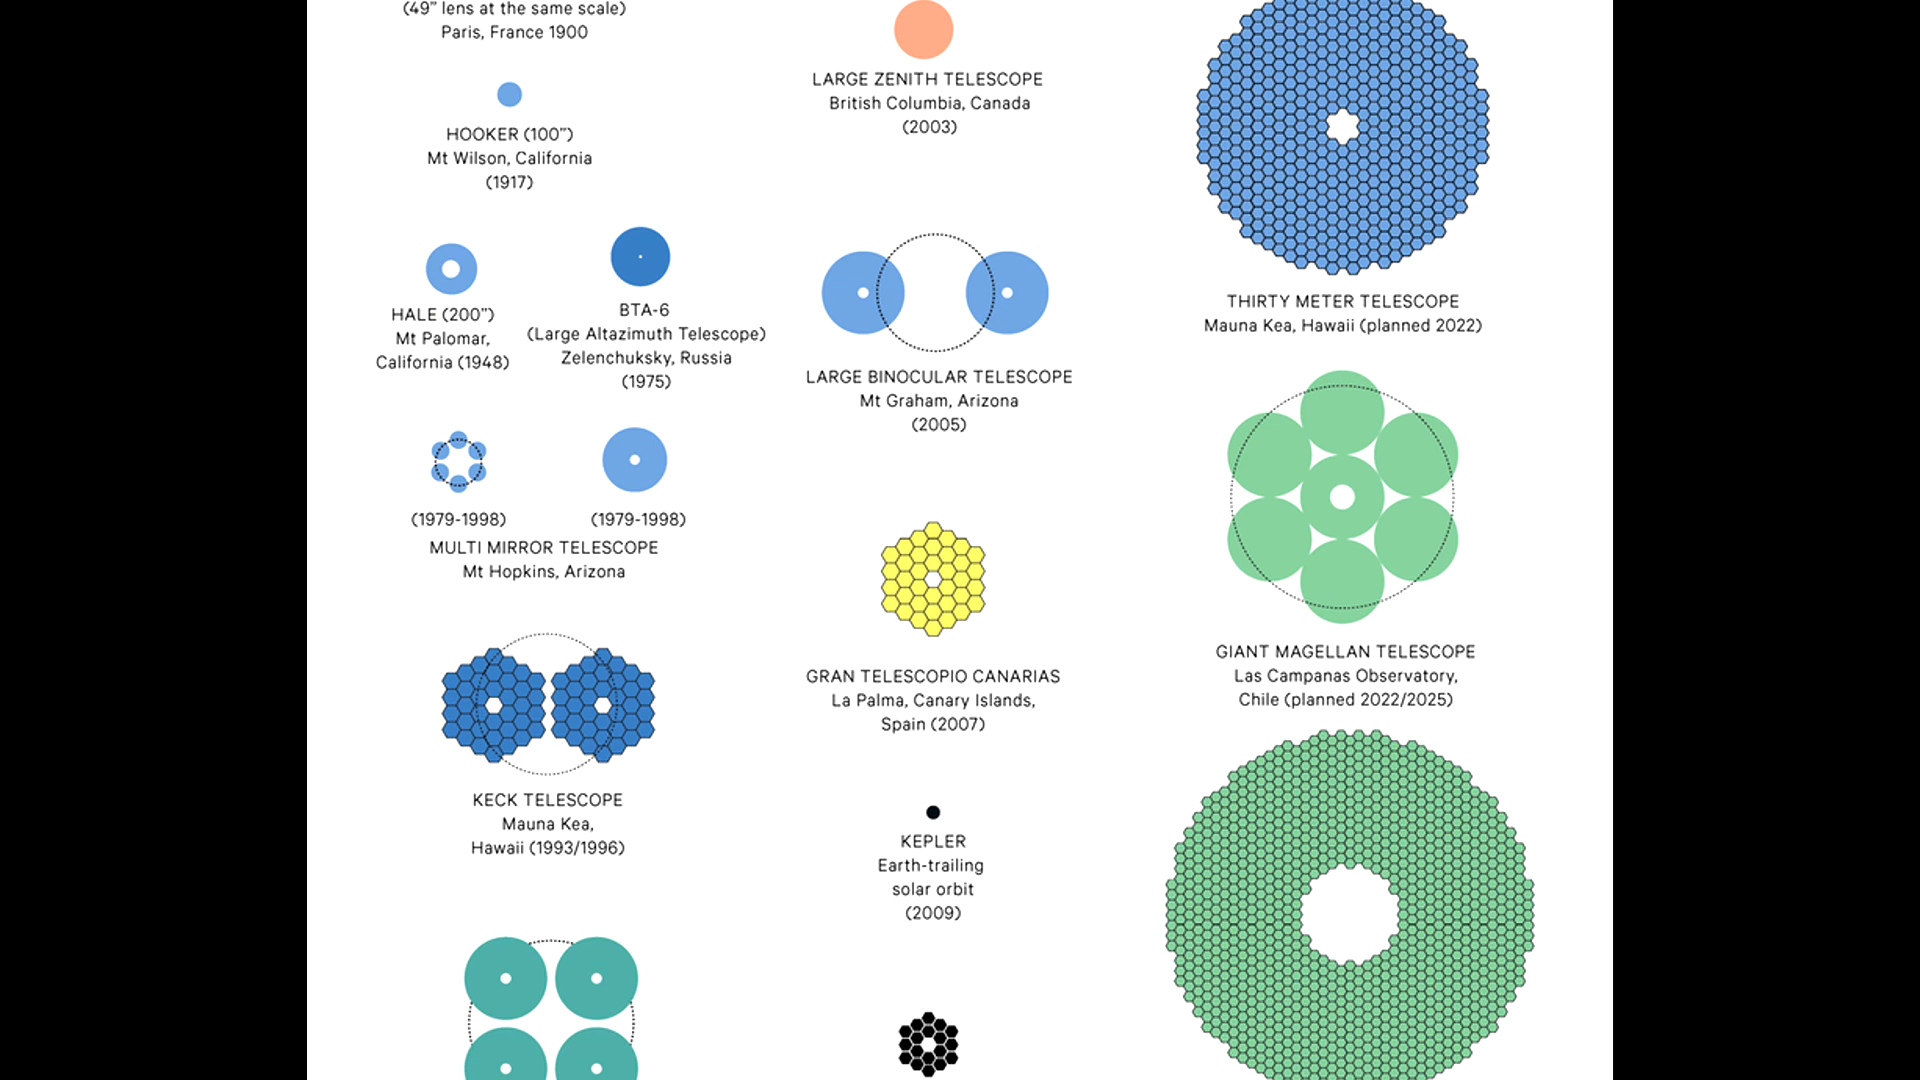 (49” lens at the same scale)
Paris, France 1900
HOOKER (100”)
Mt Wilson, California
(1917)
HALE (200”)
Mt Palomar,
California (1948)
BTA-6
(Large Altazimuth Telescope)
Zelenchuksky, Russia
(1975)
(1979-1998)
(1979-1998)
MULTI MIRROR TELESCOPE
Mt Hopkins, Arizona
KECK TELESCOPE
Mauna Kea,
Hawaii (1993/1996)
LARGE ZENITH TELESCOPE
British Columbia, Canada
(2003)
LARGE BINOCULAR TELESCOPE
Mt Graham, Arizona
(2005)
GRAN TELESCOPIO CANARIAS
La Palma, Canary Islands,
Spain (2007)
KEPLER
Earth-trailing
solar orbit
(2009)
THIRTY METER TELESCOPE
Mauna Kea, Hawaii (planned 2022)
GIANT MAGELLAN TELESCOPE
Las Campanas Observatory,
Chile (planned 2022/2025)